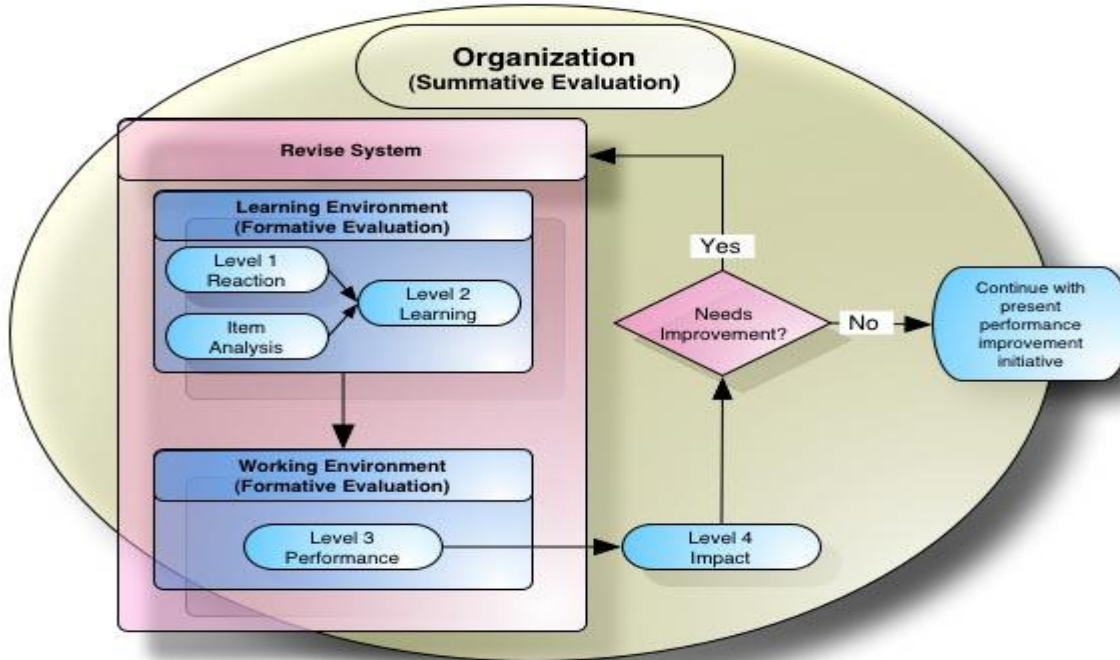 Organization
(Summative Evaluation)
Revise System
Learning Environment
(Formative Evaluation)
Level 1
Reaction
Level 2
Learning
Item
Analysis
Working Environment
(Formative Evaluation)
Level 3
Performance
Level 4
Impact
Needs
Improvement?
Yes
No
Continue with
present
performance
improvement
initiative